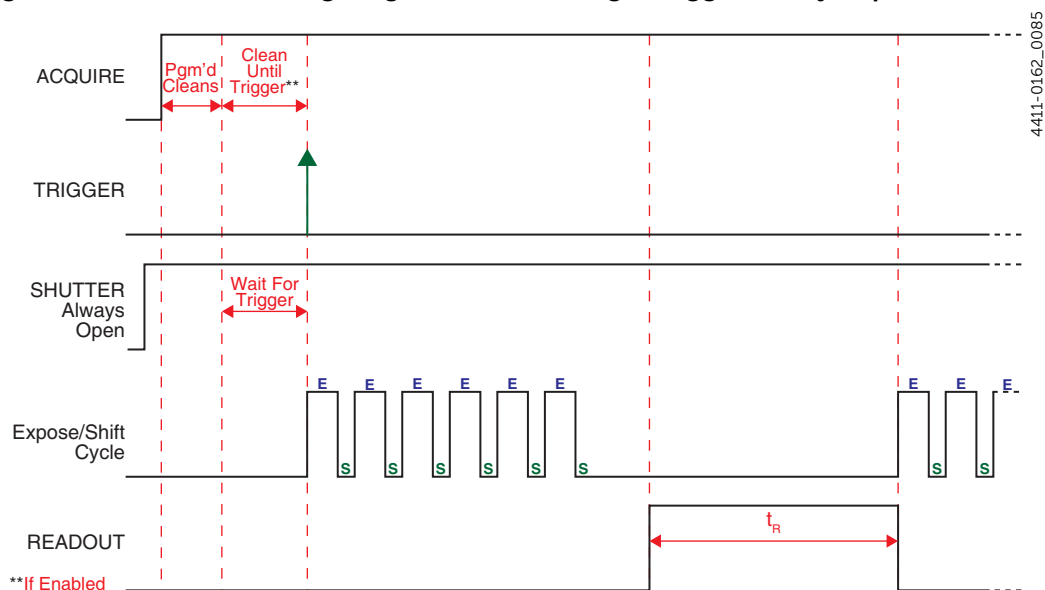 4411-0162_0085
ACQUIRE
Pgm'd
Cleans
Clean
Until
Trigger**
TRIGGER
SHUTTER
Always
Open
Wait For
Trigger
E E E E E E E E E
Expose/Shift
Cycle
S S S S S S S S
READOUT
tR
**If Enabled